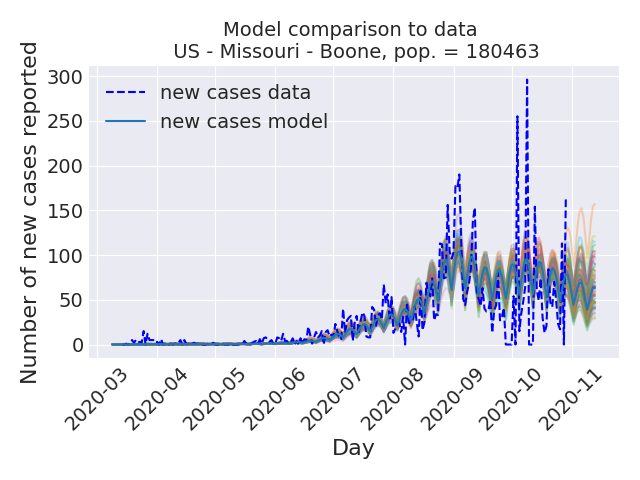 Model comparison to data
US - Missouri - Boone, pop. = 180463
Number of new cases reported
300
250
200
150
100
50
0
new cases data
new cases model
2020-03
2020-04
2020-05
2020-06
2020-07
2020-08
2020-09
2020-10
2020-11
Day